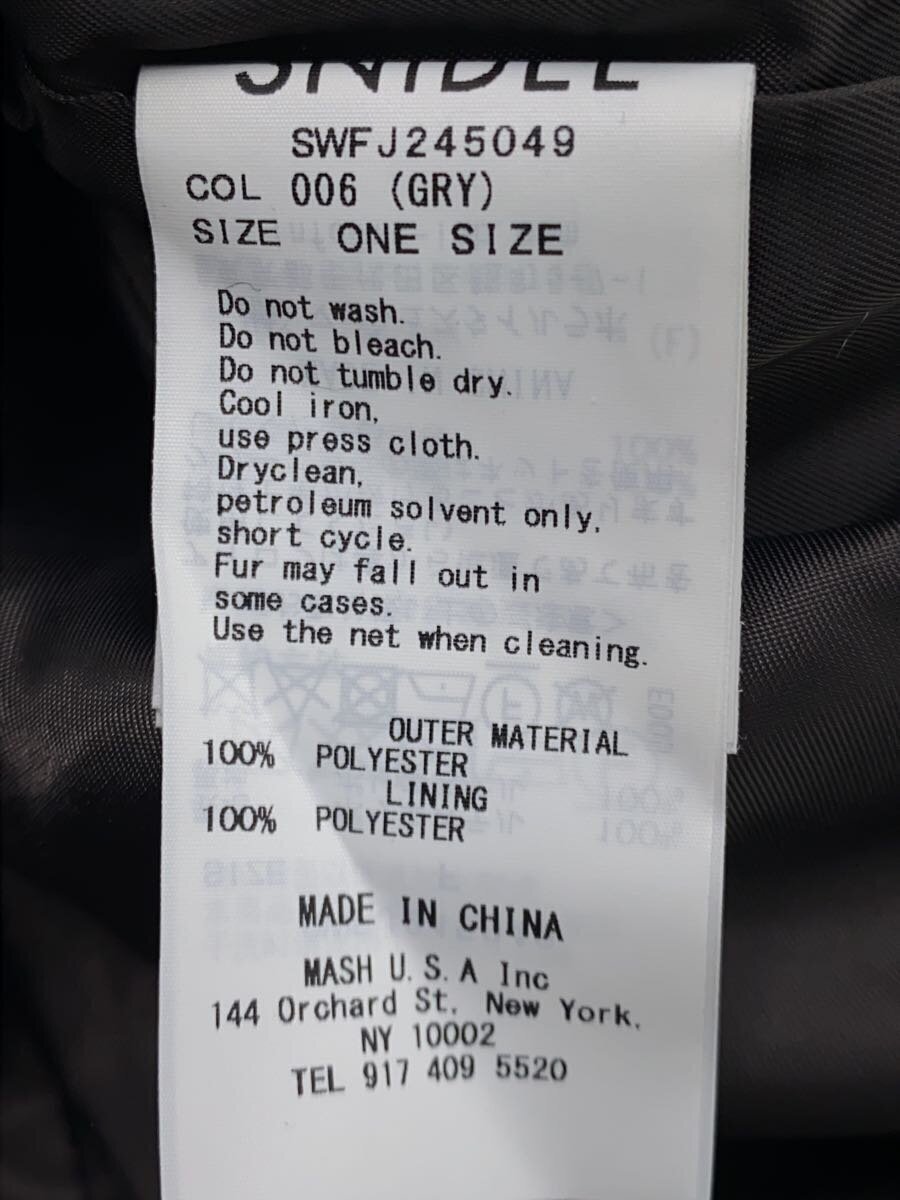 SNIDEL
SWFJ245049
COL 006 (GRY)
SIZE ONE SIZE
Do not wash.
Do not bleach.
Do not tumble dry.
Cool iron,
use press cloth.
Dryclean,
petroleum solvent only,
short cycle.
Fur may fall out in
some cases.
Use the net when cleaning.
OUTER MATERIAL
100% POLYESTER
LINING
100% POLYESTER
MADE IN CHINA
MASH U.S.A Inc
144 Orchard St. New York.
NY 10002
TEL 917 409 5520